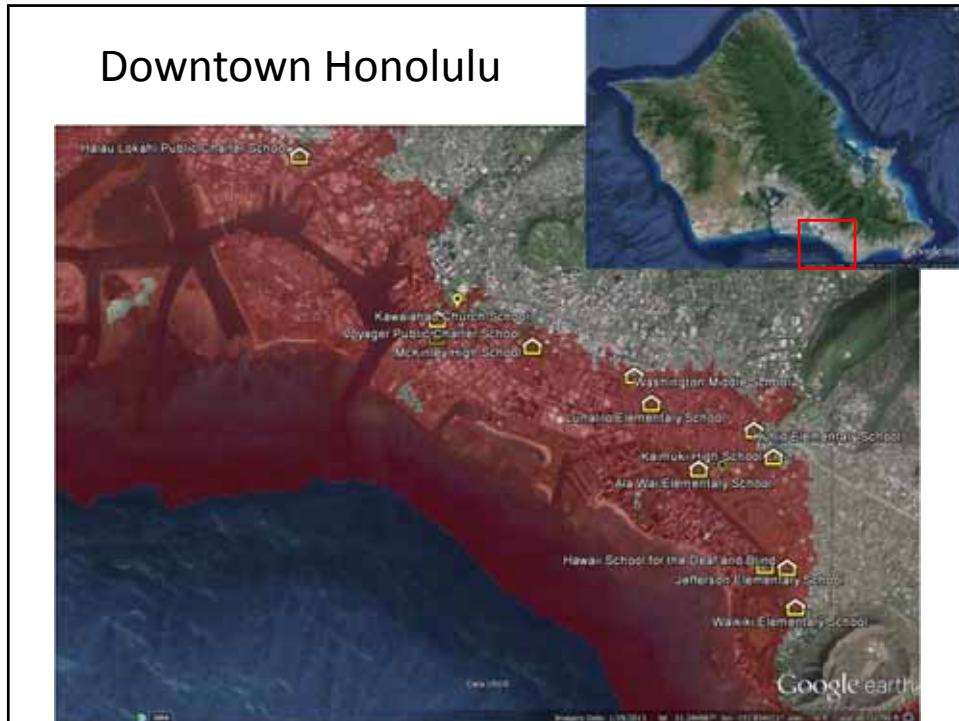 Downtown Honolulu
Google earth
Halau Lokahi Public Charter School
Kawaiahao Church School
Voyager Public Charter School
McKinley High School
Washington Middle School
Lunalilo Elementary School
Elementary School
Kaimuki High School
Ala Wai Elementary School
Hawaii School for the Deaf and Blind
Jefferson Elementary School
Waikiki Elementary School
Google earth